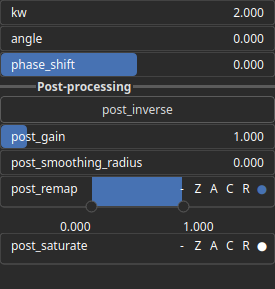 kw 2.000
angle 0.000
phase_shift 0.000
Post-processing
post_inverse
post_gain 1.000
post_smoothing_radius 0.000
post_remap - Z A C R
0.000 1.000
post_saturate - Z A C R